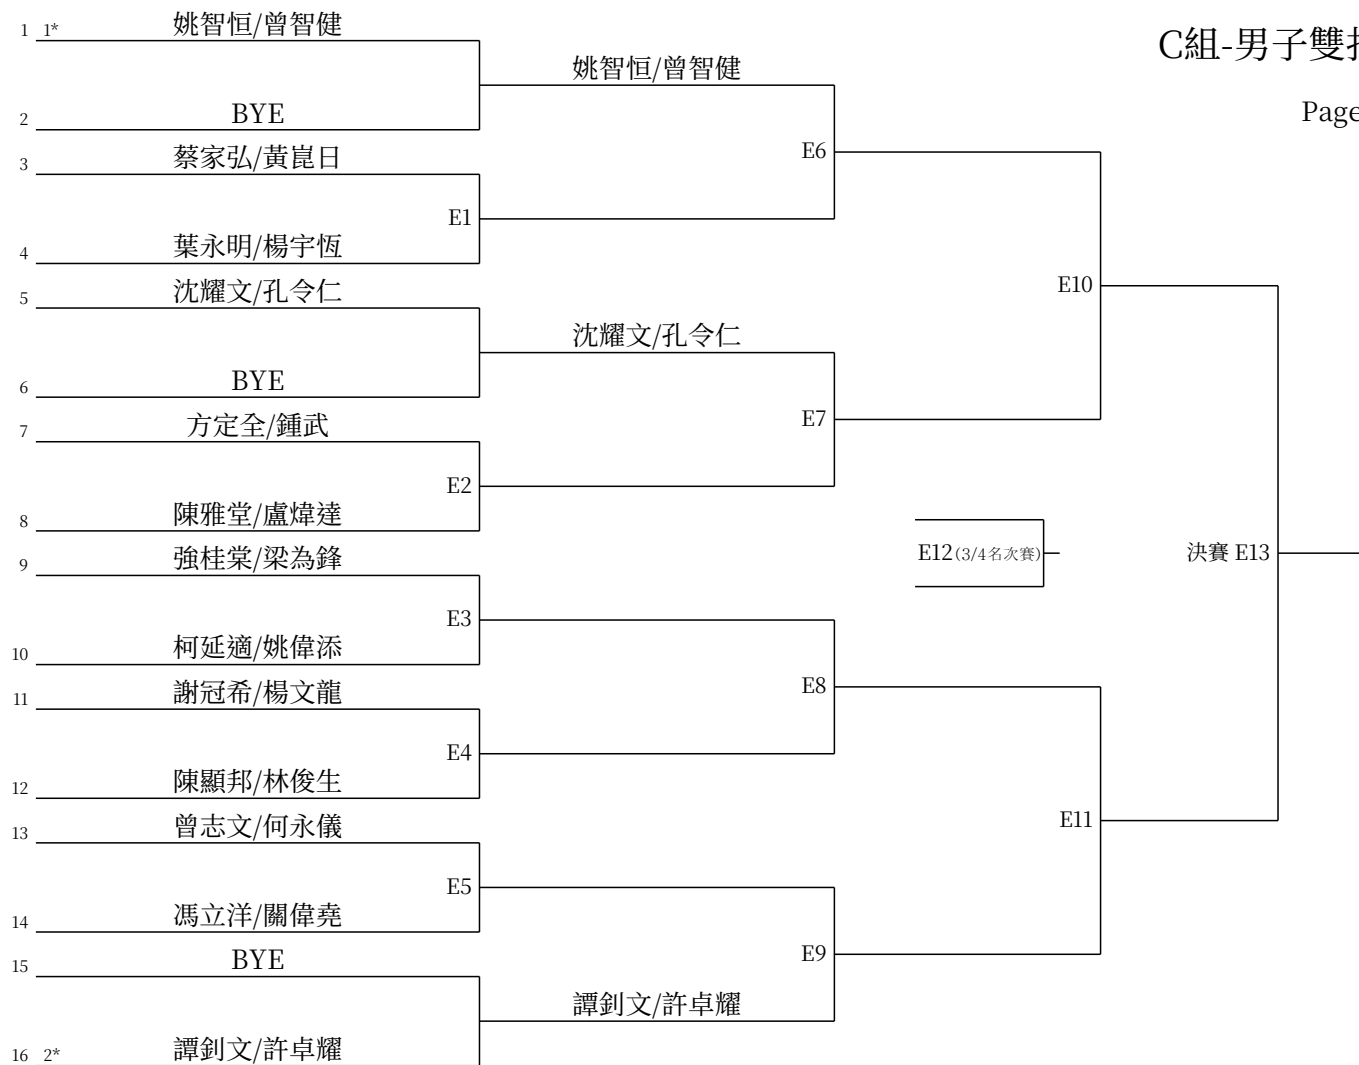 C組-男子雙打
Page
1 1* 姚智恒/曾智健
姚智恒/曾智健
2 BYE
E6
3 蔡家弘/黃崑日
E1
4 葉永明/楊宇恆
E10
5 沈耀文/孔令仁
沈耀文/孔令仁
6 BYE
E7
7 方定全/鍾武
E2
8 陳雅堂/盧煒達
E12(3/4名次賽)
決賽 E13
9 強桂棠/梁為鋒
E3
10 柯延適/姚偉添
E8
11 謝冠希/楊文龍
E4
12 陳顯邦/林俊生
E11
13 曾志文/何永儀
E5
14 馮立洋/關偉堯
E9
15 BYE
譚釗文/許卓耀
16 2* 譚釗文/許卓耀